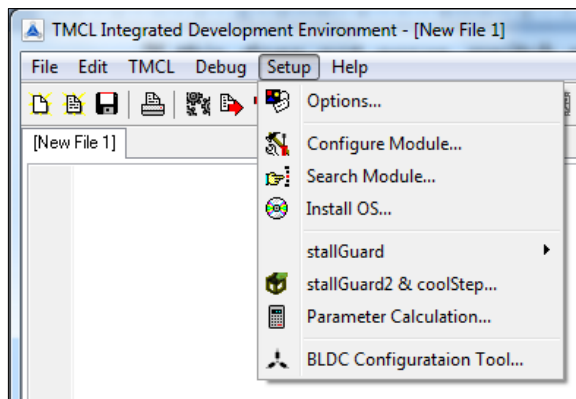 TMCL Integrated Development Environment - [New File 1]
File Edit TMCL Debug Setup Help
[New File 1]
Options...
Configure Module...
Search Module...
Install OS...
stallGuard
stallGuard2 & coolStep...
Parameter Calculation...
BLDC Configurataion Tool...